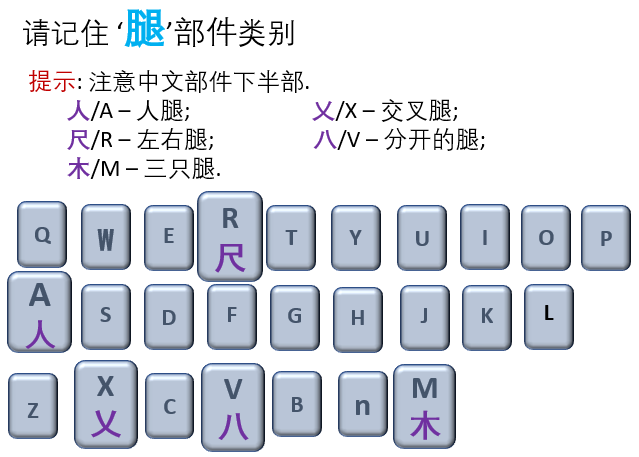 请记住 ‘腿’部件类别
提示: 注意中文部件下半部.
人/A – 人腿; 乂/X – 交叉腿;
尺/R – 左右腿; 八/V – 分开的腿;
木/M – 三只腿.
Q W E R T Y U I O P
尺
A S D F G H J K L
人
Z X C V B n M
乂 八 木